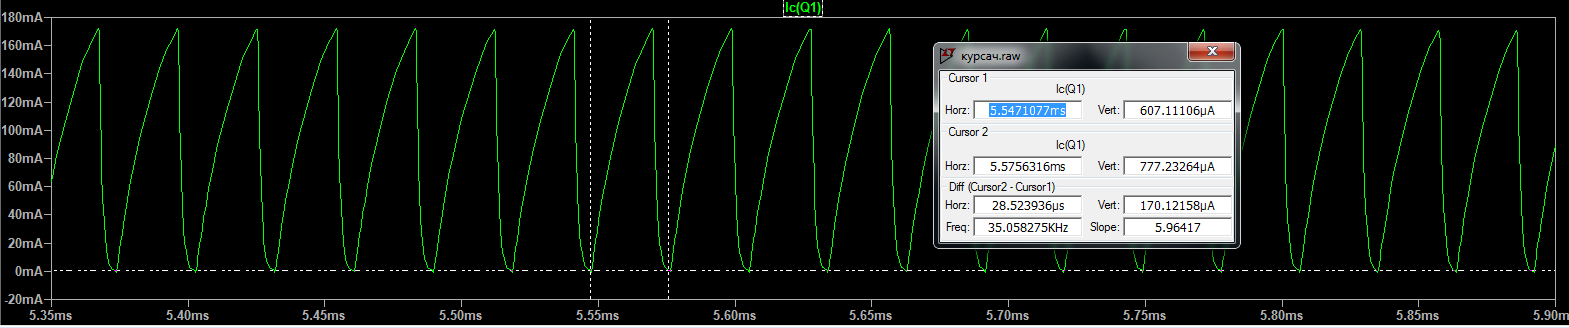 Ic(Q1)
180mA
160mA
140mA
120mA
100mA
80mA
60mA
40mA
20mA
0mA
-20mA
5.35ms 5.40ms 5.45ms 5.50ms 5.55ms 5.60ms 5.65ms 5.70ms 5.75ms 5.80ms 5.85ms 5.90m
курсач.raw
Cursor 1
Ic(Q1)
Horz: 5.5471077ms Vert: 607.11106µA
Cursor 2
Ic(Q1)
Horz: 5.5756316ms Vert: 777.23264µA
Diff (Cursor2 - Cursor1)
Horz: 28.523936µs Vert: 170.12158µA
Freq: 35.058275KHz Slope: 5.96417